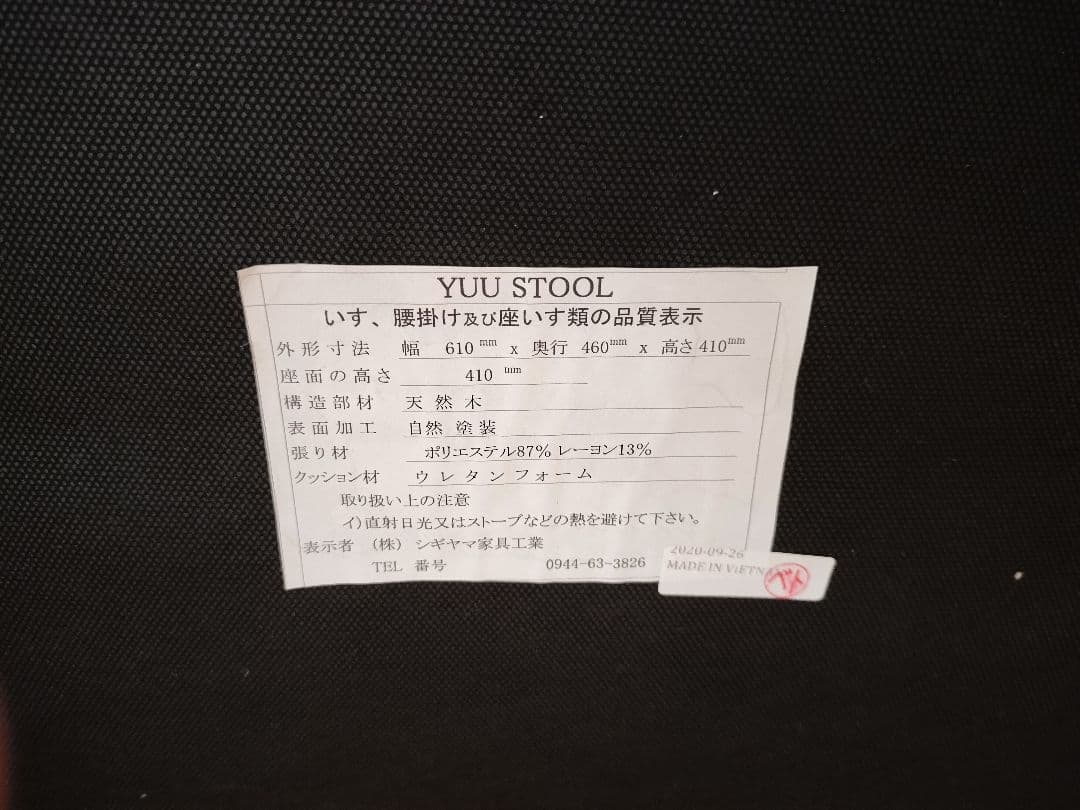 YUU STOOL
いす、腰掛け及び座いす類の品質表示
外形寸法 幅 610 mm x 奥行 460mm x 高さ 410mm
座面の高さ 410 mm
構造部材 天然木
表面加工 自然 塗装
張り材 ポリエステル87% レーヨン13%
クッション材 ウレタンフォーム
取り扱い上の注意
イ)直射日光又はストーブなどの熱を避けて下さい。
表示者 (株) シギヤマ家具工業
TEL 番号 0944-63-3826
2020-09-26
MADE IN ViETN